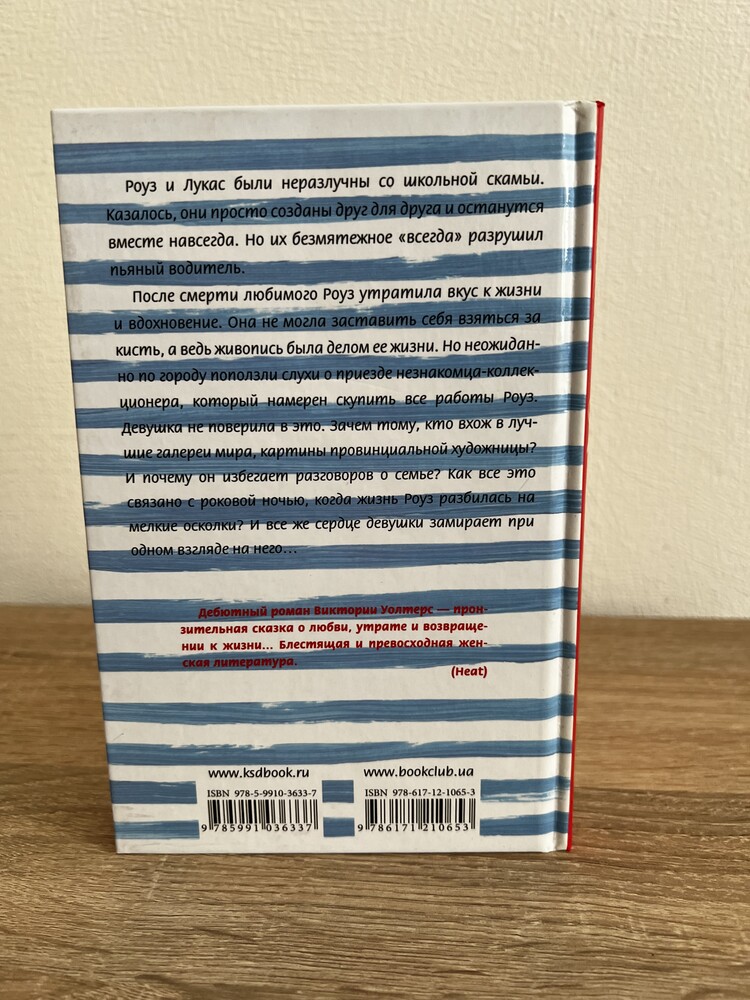 Роуз и Лукас были неразлучны со школьной скамьи.
Казалось, они просто созданы друг для друга и останутся
вместе навсегда. Но их безмятежное «всегда» разрушил
пьяный водитель.
После смерти любимого Роуз утратила вкус к жизни
и вдохновение. Она не могла заставить себя взяться за
кисть, а ведь живопись была делом ее жизни. Но неожидан-
но по городу поползли слухи о приезде незнакомца-коллек-
ционера, который намерен скупить все работы Роуз.
Девушка не поверила в это. Зачем тому, кто вхож в луч-
шие галереи мира, картины провинциальной художницы?
И почему он избегает разговоров о семье? Как все это
связано с роковой ночью, когда жизнь Роуз разбилась на
мелкие осколки? И все же сердце девушки замирает при
одном взгляде на него...
Дебютный роман Виктории Уолтерс — прон-
зительная сказка о любви, утрате и возвраще-
нии к жизни... Блестящая и превосходная жен-
ская литература.
(Heat)
www.ksdbook.ru
ISBN 978-5-9910-3633-7
9 785991 036337
www.bookclub.ua
ISBN 978-617-12-1065-3
9 786171 210653